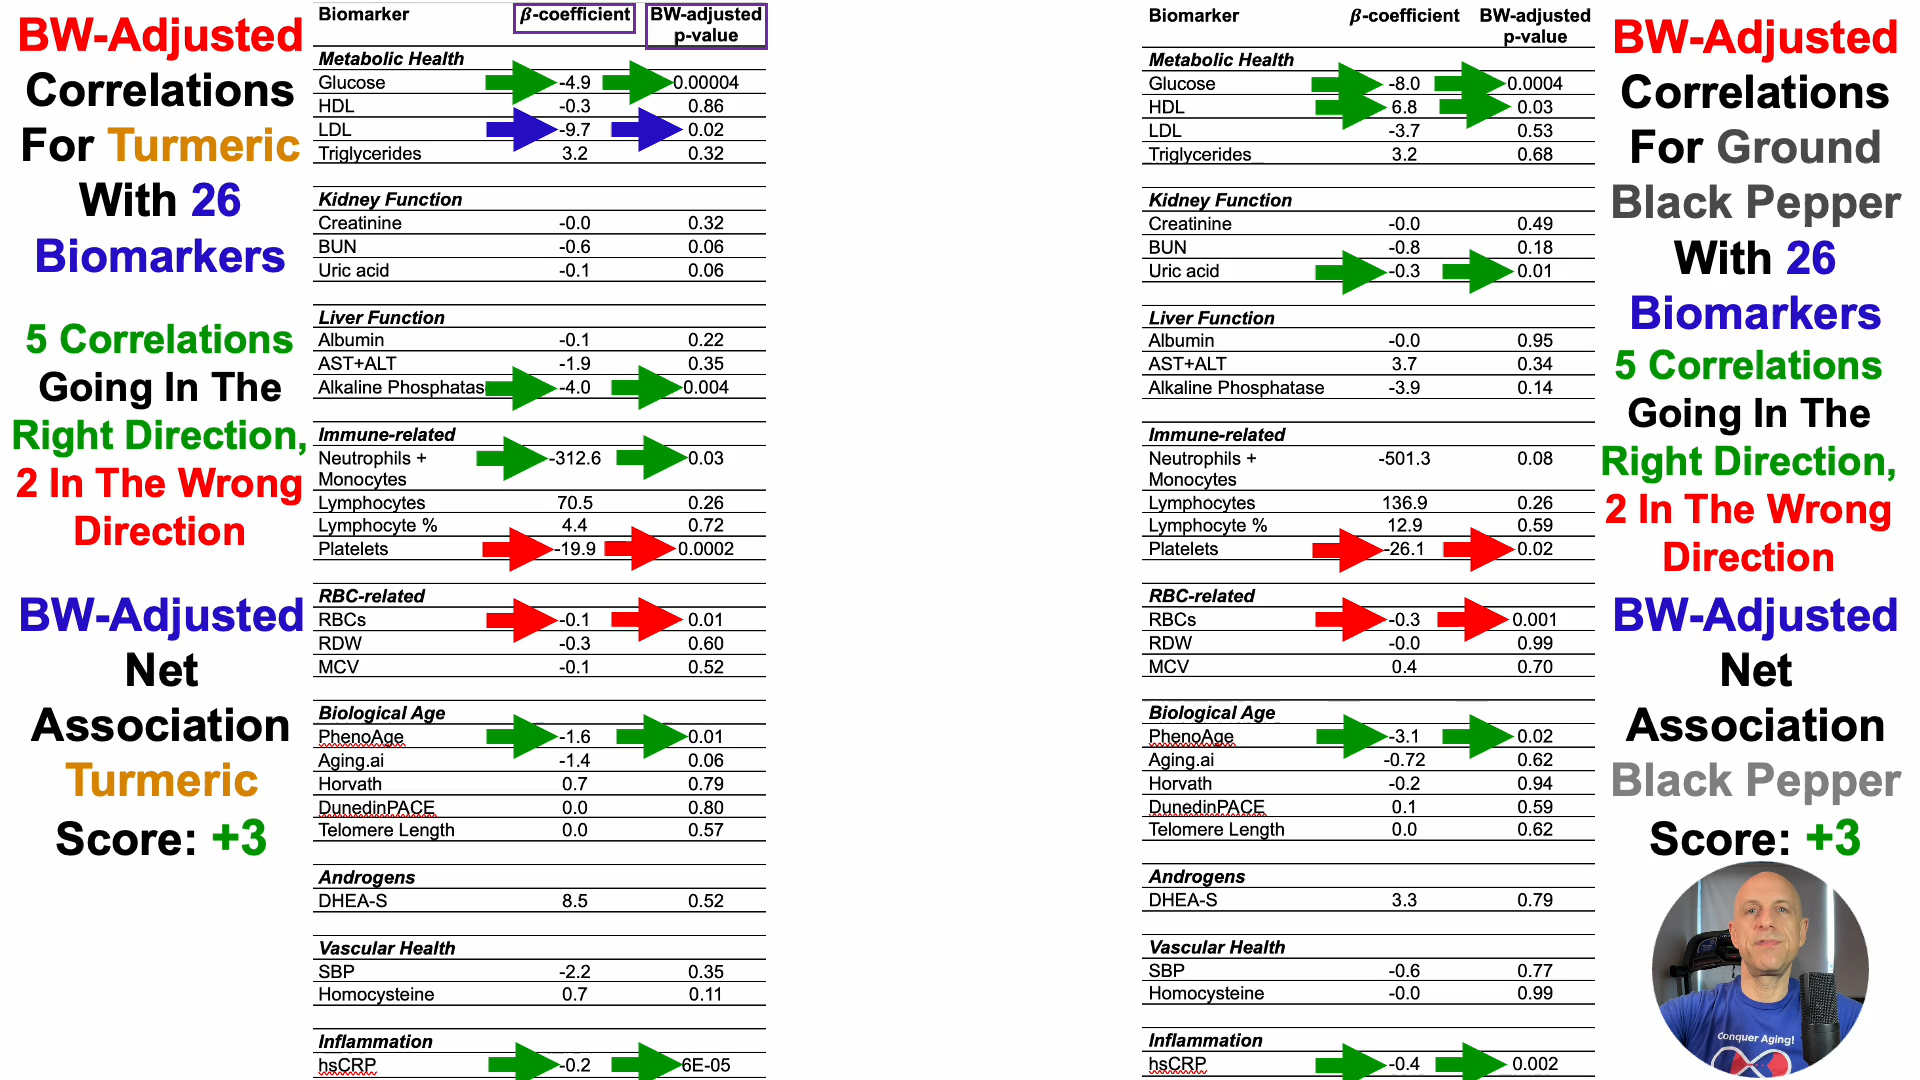 BW-Adjusted
Correlations
For Turmeric
With 26
Biomarkers
5 Correlations
Going In The
Right Direction,
2 In The Wrong
Direction
BW-Adjusted
Net
Association
Turmeric
Score: +3
Biomarker β-coefficient BW-adjusted
p-value
Metabolic Health
Glucose -4.9 0.00004
HDL -0.3 0.86
LDL -9.7 0.02
Triglycerides 3.2 0.32
Kidney Function
Creatinine -0.0 0.32
BUN -0.6 0.06
Uric acid -0.1 0.06
Liver Function
Albumin -0.1 0.22
AST+ALT -1.9 0.35
Alkaline Phosphatas -4.0 0.004
Immune-related
Neutrophils + -312.6 0.03
Monocytes
Lymphocytes 70.5 0.26
Lymphocyte % 4.4 0.72
Platelets -19.9 0.0002
RBC-related
RBCs -0.1 0.01
RDW -0.3 0.60
MCV -0.1 0.52
Biological Age
PhenoAge -1.6 0.01
Aging.ai -1.4 0.06
Horvath 0.7 0.79
DunedinPACE 0.0 0.80
Telomere Length 0.0 0.57
Androgens
DHEA-S 8.5 0.52
Vascular Health
SBP -2.2 0.35
Homocysteine 0.7 0.11
Inflammation
hsCRP -0.2 6E-05
Biomarker β-coefficient BW-adjusted
p-value
Metabolic Health
Glucose -8.0 0.0004
HDL 6.8 0.03
LDL -3.7 0.53
Triglycerides 3.2 0.68
Kidney Function
Creatinine -0.0 0.49
BUN -0.8 0.18
Uric acid -0.3 0.01
Liver Function
Albumin -0.0 0.95
AST+ALT 3.7 0.34
Alkaline Phosphatase -3.9 0.14
Immune-related
Neutrophils + -501.3 0.08
Monocytes
Lymphocytes 136.9 0.26
Lymphocyte % 12.9 0.59
Platelets -26.1 0.02
RBC-related
RBCs -0.3 0.001
RDW -0.0 0.99
MCV 0.4 0.70
Biological Age
PhenoAge -3.1 0.02
Aging.ai -0.72 0.62
Horvath -0.2 0.94
DunedinPACE 0.1 0.59
Telomere Length 0.0 0.62
Androgens
DHEA-S 3.3 0.79
Vascular Health
SBP -0.6 0.77
Homocysteine -0.0 0.99
Inflammation
hsCRP -0.4 0.002
BW-Adjusted
Correlations
For Ground
Black Pepper
With 26
Biomarkers
5 Correlations
Going In The
Right Direction,
2 In The Wrong
Direction
BW-Adjusted
Net
Association
Black Pepper
Score: +3
Conquer Aging!